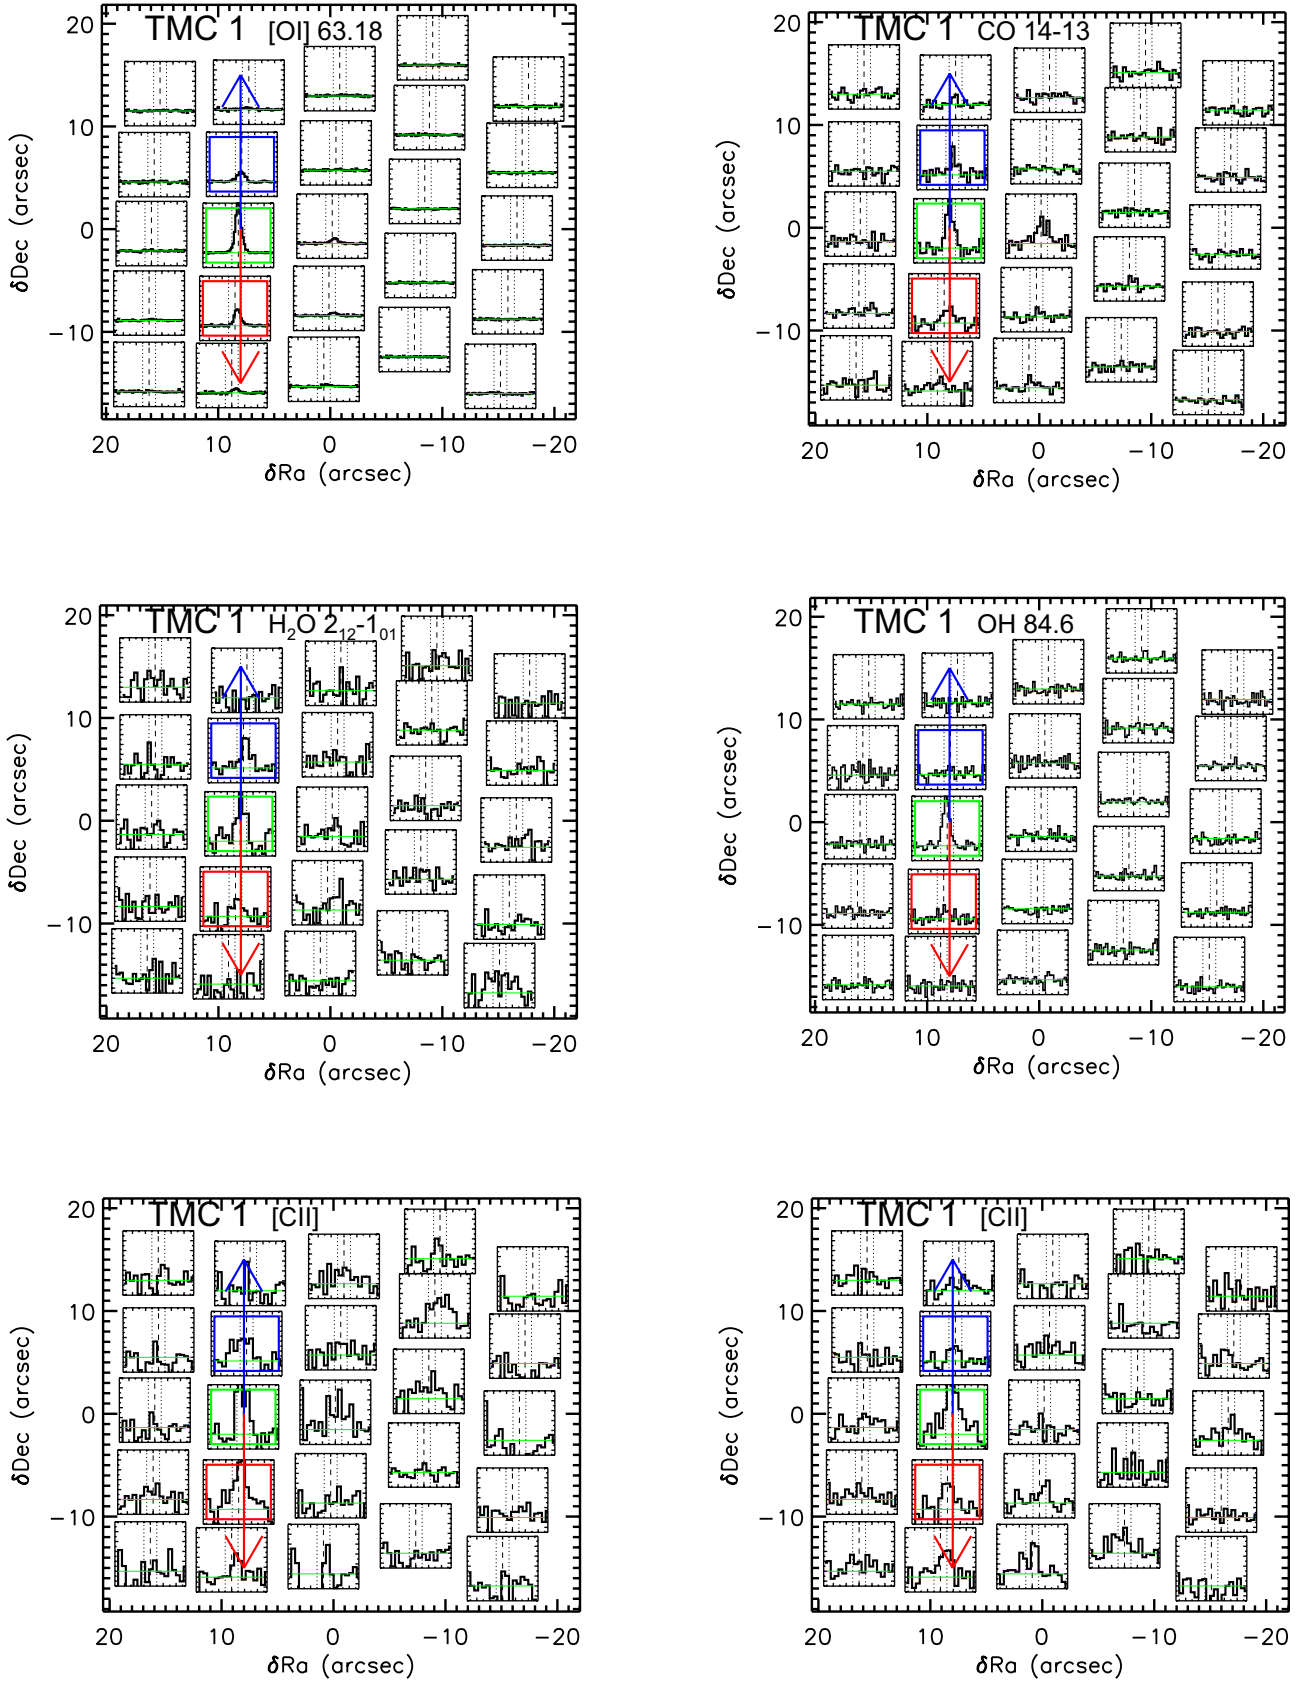 TMC 1 [OI] 63.18
20
10
0
−10
δDec (arcsec)
20 10 0 −10 −20
δRa (arcsec)
TMC 1 CO 14-13
20
10
0
−10
δDec (arcsec)
20 10 0 −10 −20
δRa (arcsec)
TMC 1 H₂O 2₁₂-1₀₁
20
10
0
−10
δDec (arcsec)
20 10 0 −10 −20
δRa (arcsec)
TMC 1 OH 84.6
20
10
0
−10
δDec (arcsec)
20 10 0 −10 −20
δRa (arcsec)
TMC 1 [CII]
20
10
0
−10
δDec (arcsec)
20 10 0 −10 −20
δRa (arcsec)
TMC 1 [CII]
20
10
0
−10
δDec (arcsec)
20 10 0 −10 −20
δRa (arcsec)